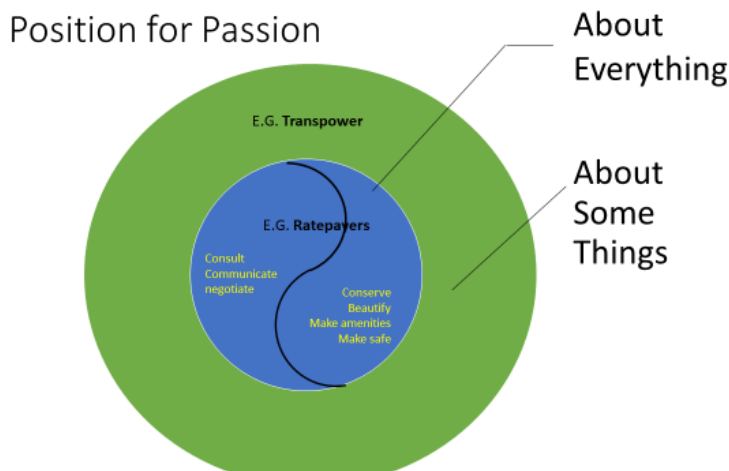 Position for Passion
About
Everything
E.G. Transpower
About
Some
Things
E.G. Ratepayers
Consult
Communicate
negotiate
Conserve
Beautify
Make amenities
Make safe